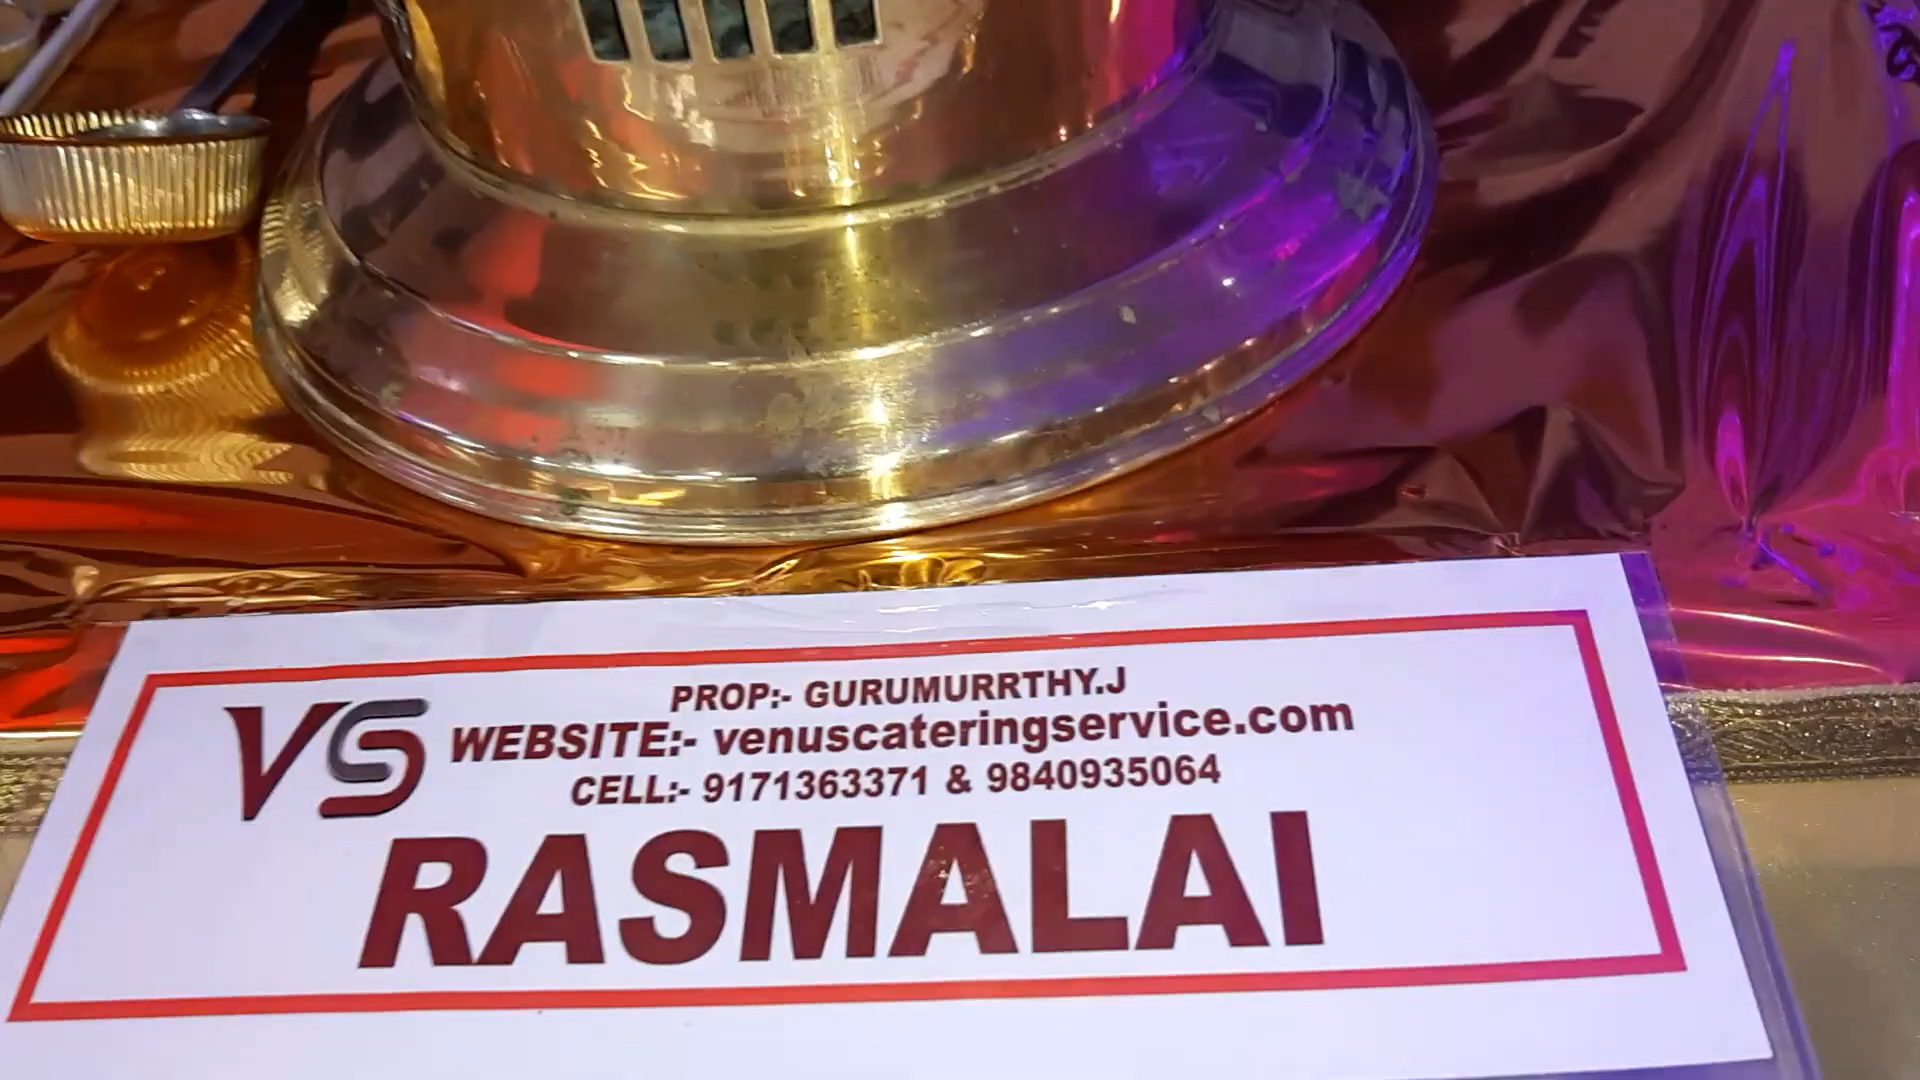 VS
PROP:- GURUMURRTHY.J
WEBSITE:- venuscateringservice.com
CELL:- 9171363371 & 9840935064
RASMALAI